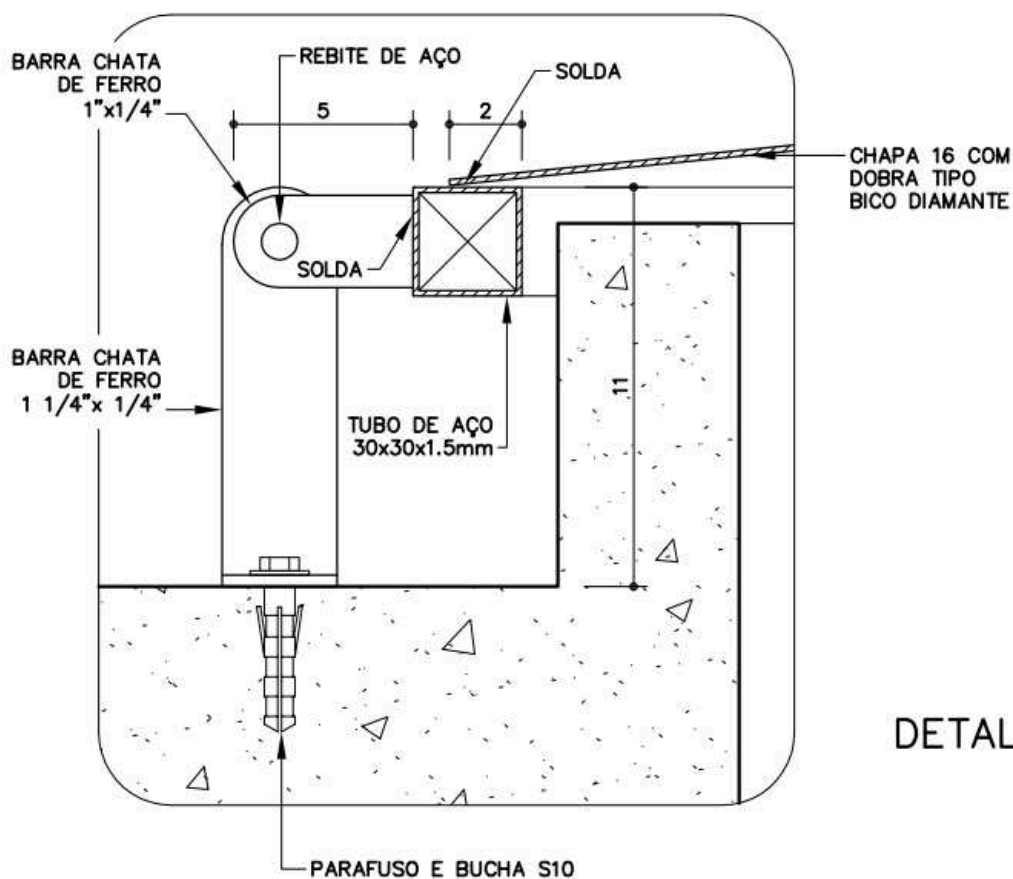 BARRA CHATA
DE FERRO
1"x1/4"
REBITE DE AÇO
SOLDA
5
2
CHAPA 16 COM
DOBRA TIPO
BICO DIAMANTE
SOLDA
BARRA CHATA
DE FERRO
1 1/4"x 1/4"
11
TUBO DE AÇO
30x30x1.5mm
DETAL
PARAFUSO E BUCHA S10